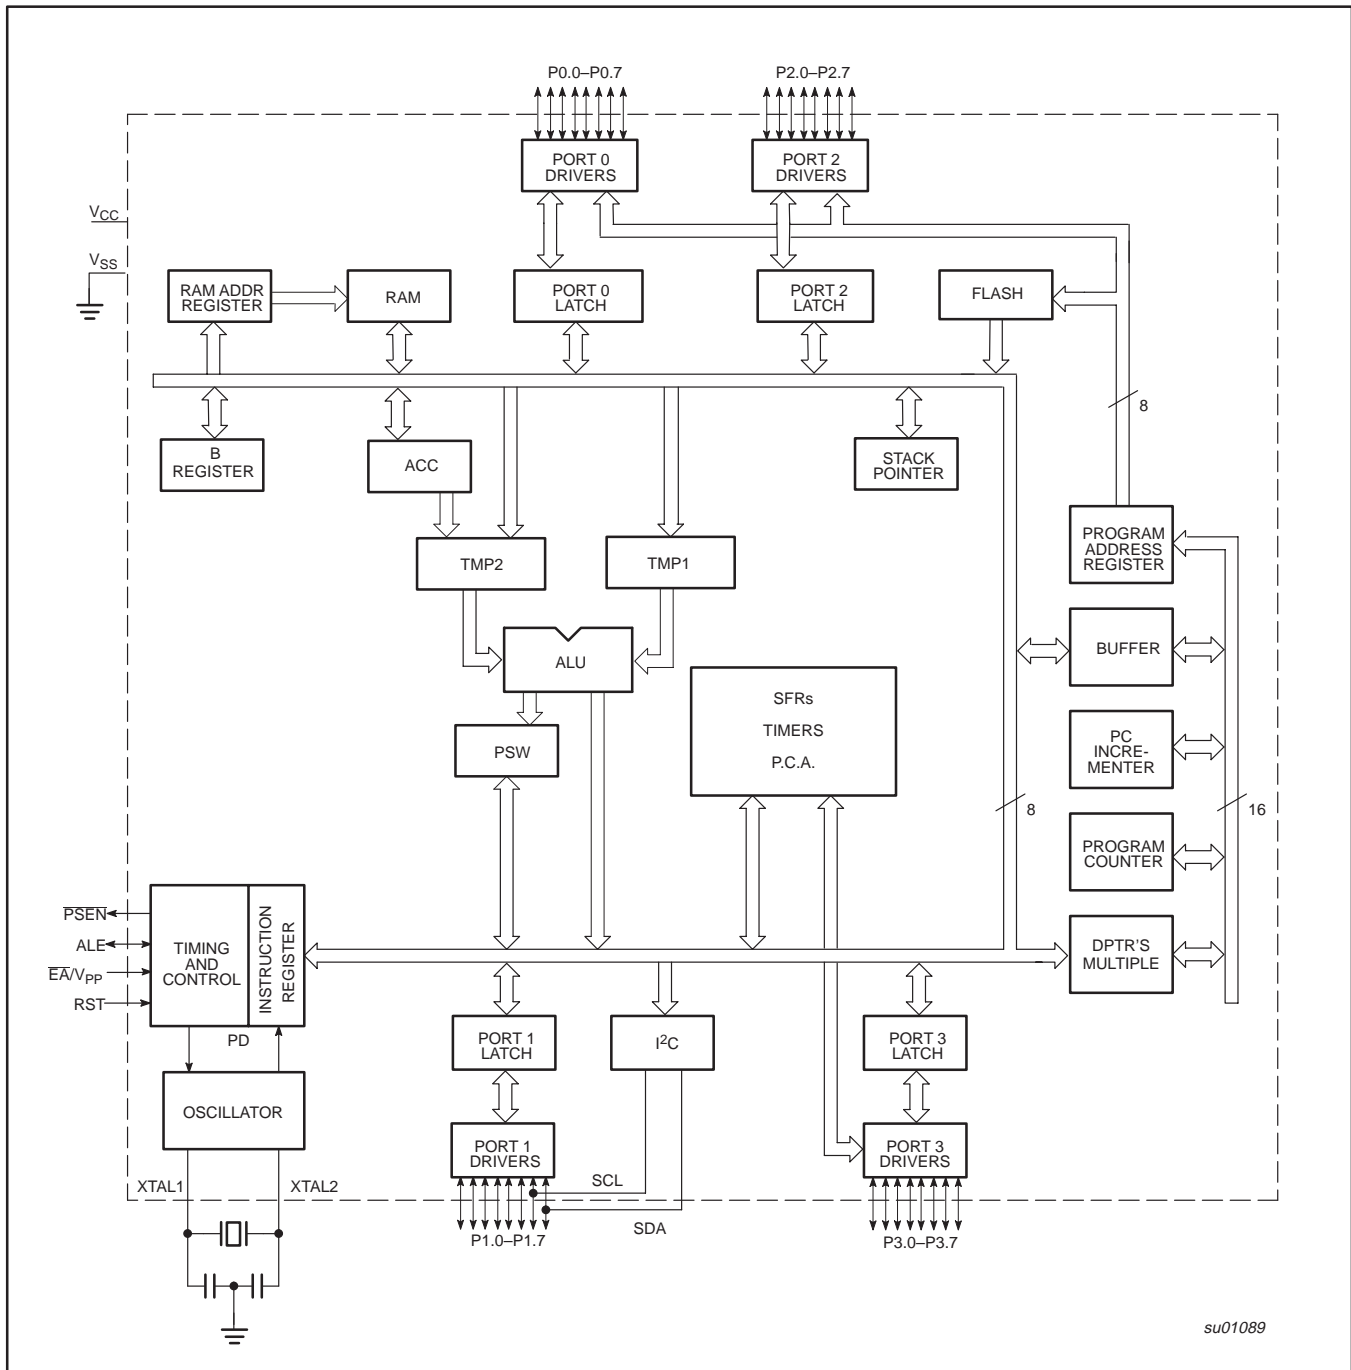 P0.0–P0.7
P2.0–P2.7
PORT 0
DRIVERS
PORT 2
DRIVERS
VCC
VSS
RAM ADDR
REGISTER
RAM
PORT 0
LATCH
PORT 2
LATCH
FLASH
8
B
REGISTER
ACC
STACK
POINTER
PROGRAM
ADDRESS
REGISTER
TMP2
TMP1
BUFFER
ALU
SFRs
TIMERS
P.C.A.
PSW
PC
INCRE-
MENTER
8
16
PROGRAM
COUNTER
PSEN
ALE
EA/VPP
RST
TIMING
AND
CONTROL
INSTRUCTION
REGISTER
DPTR'S
MULTIPLE
PD
PORT 1
LATCH
I²C
PORT 3
LATCH
OSCILLATOR
PORT 1
DRIVERS
PORT 3
DRIVERS
XTAL1
XTAL2
SCL
SDA
P1.0–P1.7
P3.0–P3.7
su01089